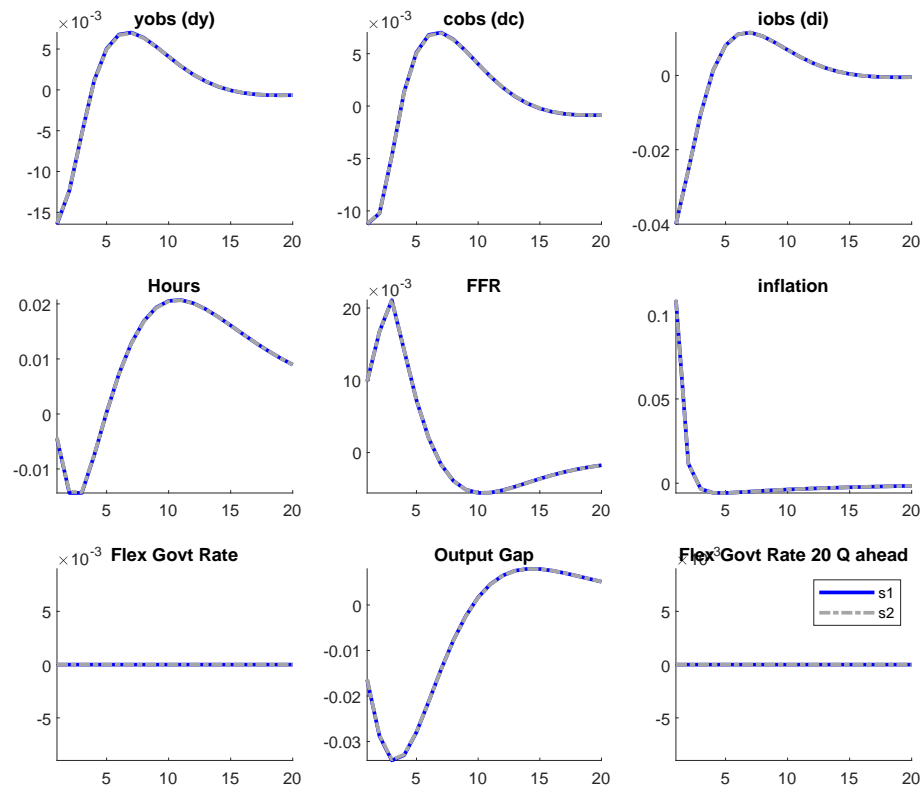 yobs (dy)
×10⁻³
5
0
-5
-10
-15
5 10 15 20
cobs (dc)
×10⁻³
5
0
-5
-10
5 10 15 20
iobs (di)
0
-0.02
-0.04
5 10 15 20
Hours
0.02
0.01
0
-0.01
5 10 15 20
FFR
×10⁻³
20
10
0
5 10 15 20
inflation
0.1
0.05
0
5 10 15 20
Flex Govt Rate
×10⁻³
5
0
-5
5 10 15 20
Output Gap
0
-0.01
-0.02
-0.03
5 10 15 20
Flex Govt Rate 20 Q ahead
×10⁻³
5
0
-5
5 10 15 20
s1
s2